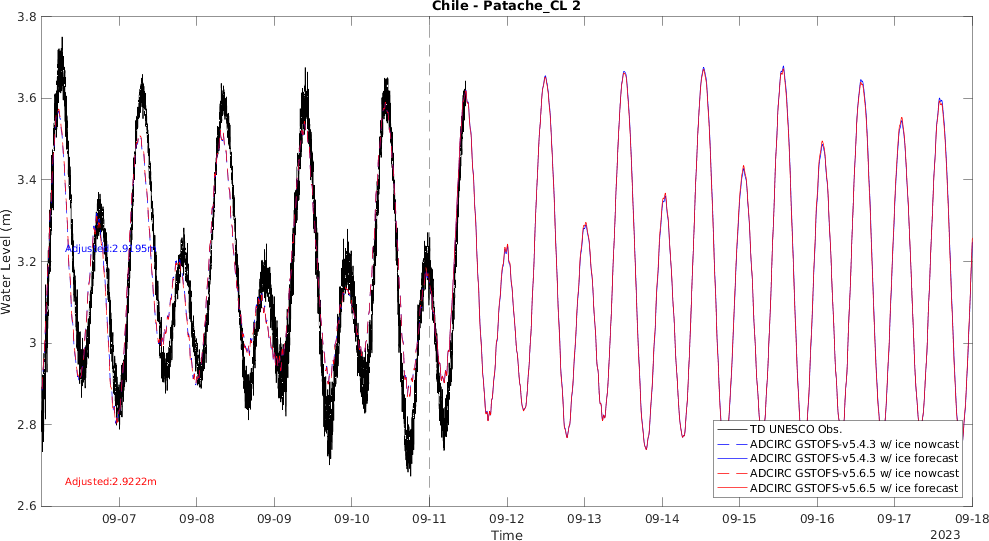 Chile - Patache_CL 2
3.8
3.6
3.4
3.2
3
2.8
2.6
Water Level (m)
Adjusted:2.9195m
Adjusted:2.9222m
TD UNESCO Obs.
ADCIRC GSTOFS-v5.4.3 w/ ice nowcast
ADCIRC GSTOFS-v5.4.3 w/ ice forecast
ADCIRC GSTOFS-v5.6.5 w/ ice nowcast
ADCIRC GSTOFS-v5.6.5 w/ ice forecast
09-07 09-08 09-09 09-10 09-11 09-12 09-13 09-14 09-15 09-16 09-17 09-18
Time
2023